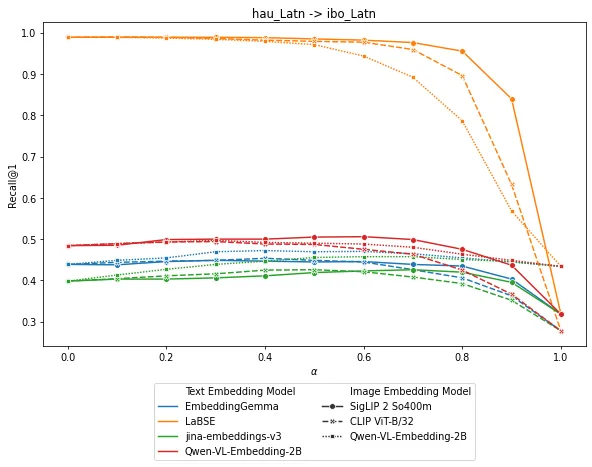 hau_Latn -> ibo_Latn
1.0
0.9
0.8
0.7
0.6
0.5
0.4
0.3
Recall@1
0.0 0.2 0.4 0.6 0.8 1.0
α
Text Embedding Model Image Embedding Model
EmbeddingGemma SigLIP 2 So400m
LaBSE CLIP ViT-B/32
jina-embeddings-v3 Qwen-VL-Embedding-2B
Qwen-VL-Embedding-2B